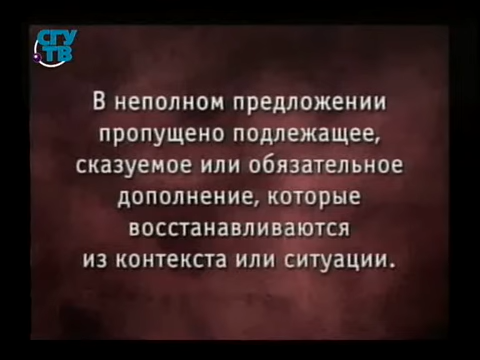 СГУ
ТВ
В неполном предложении
пропущено подлежащее,
сказуемое или обязательное
дополнение, которые
восстанавливаются
из контекста или ситуации.